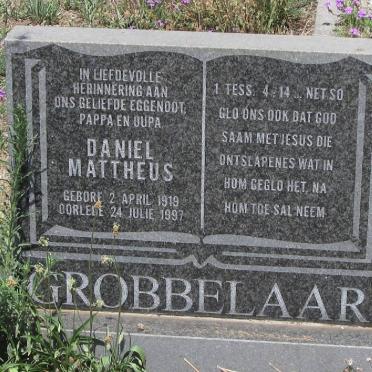 IN LIEFDEVOLLE
HERINNERING AAN
ONS GELIEFDE EGGENOOT,
PAPPA EN OUPA
DANIEL
MATTHEUS
GEBORE 2 APRIL 1919
OORLEDE 24 JULIE 1997
1 TESS. 4:14 ... NET SO
GLO ONS OOK DAT GOD
SAAM MET JESUS DIE
ONTSLAPENES WAT IN
HOM GEGLO HET, NA
HOM TOE SAL NEEM
GROBBELAAR